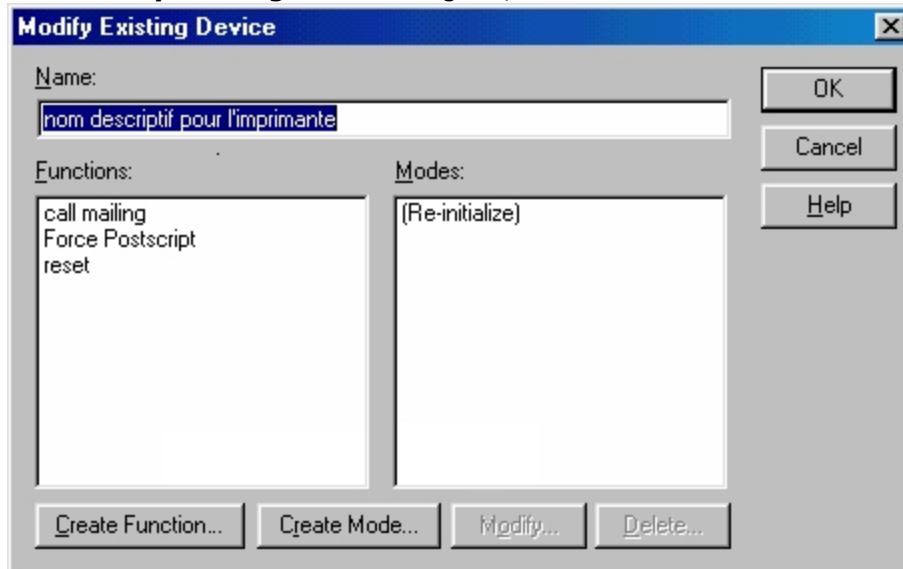 Modify Existing Device
Name:
nom descriptif pour l'imprimante
Functions:
call mailing
Force Postscript
reset
Modes:
(Re-initialize)
OK
Cancel
Help
Create Function...
Create Mode...
Modify...
Delete...